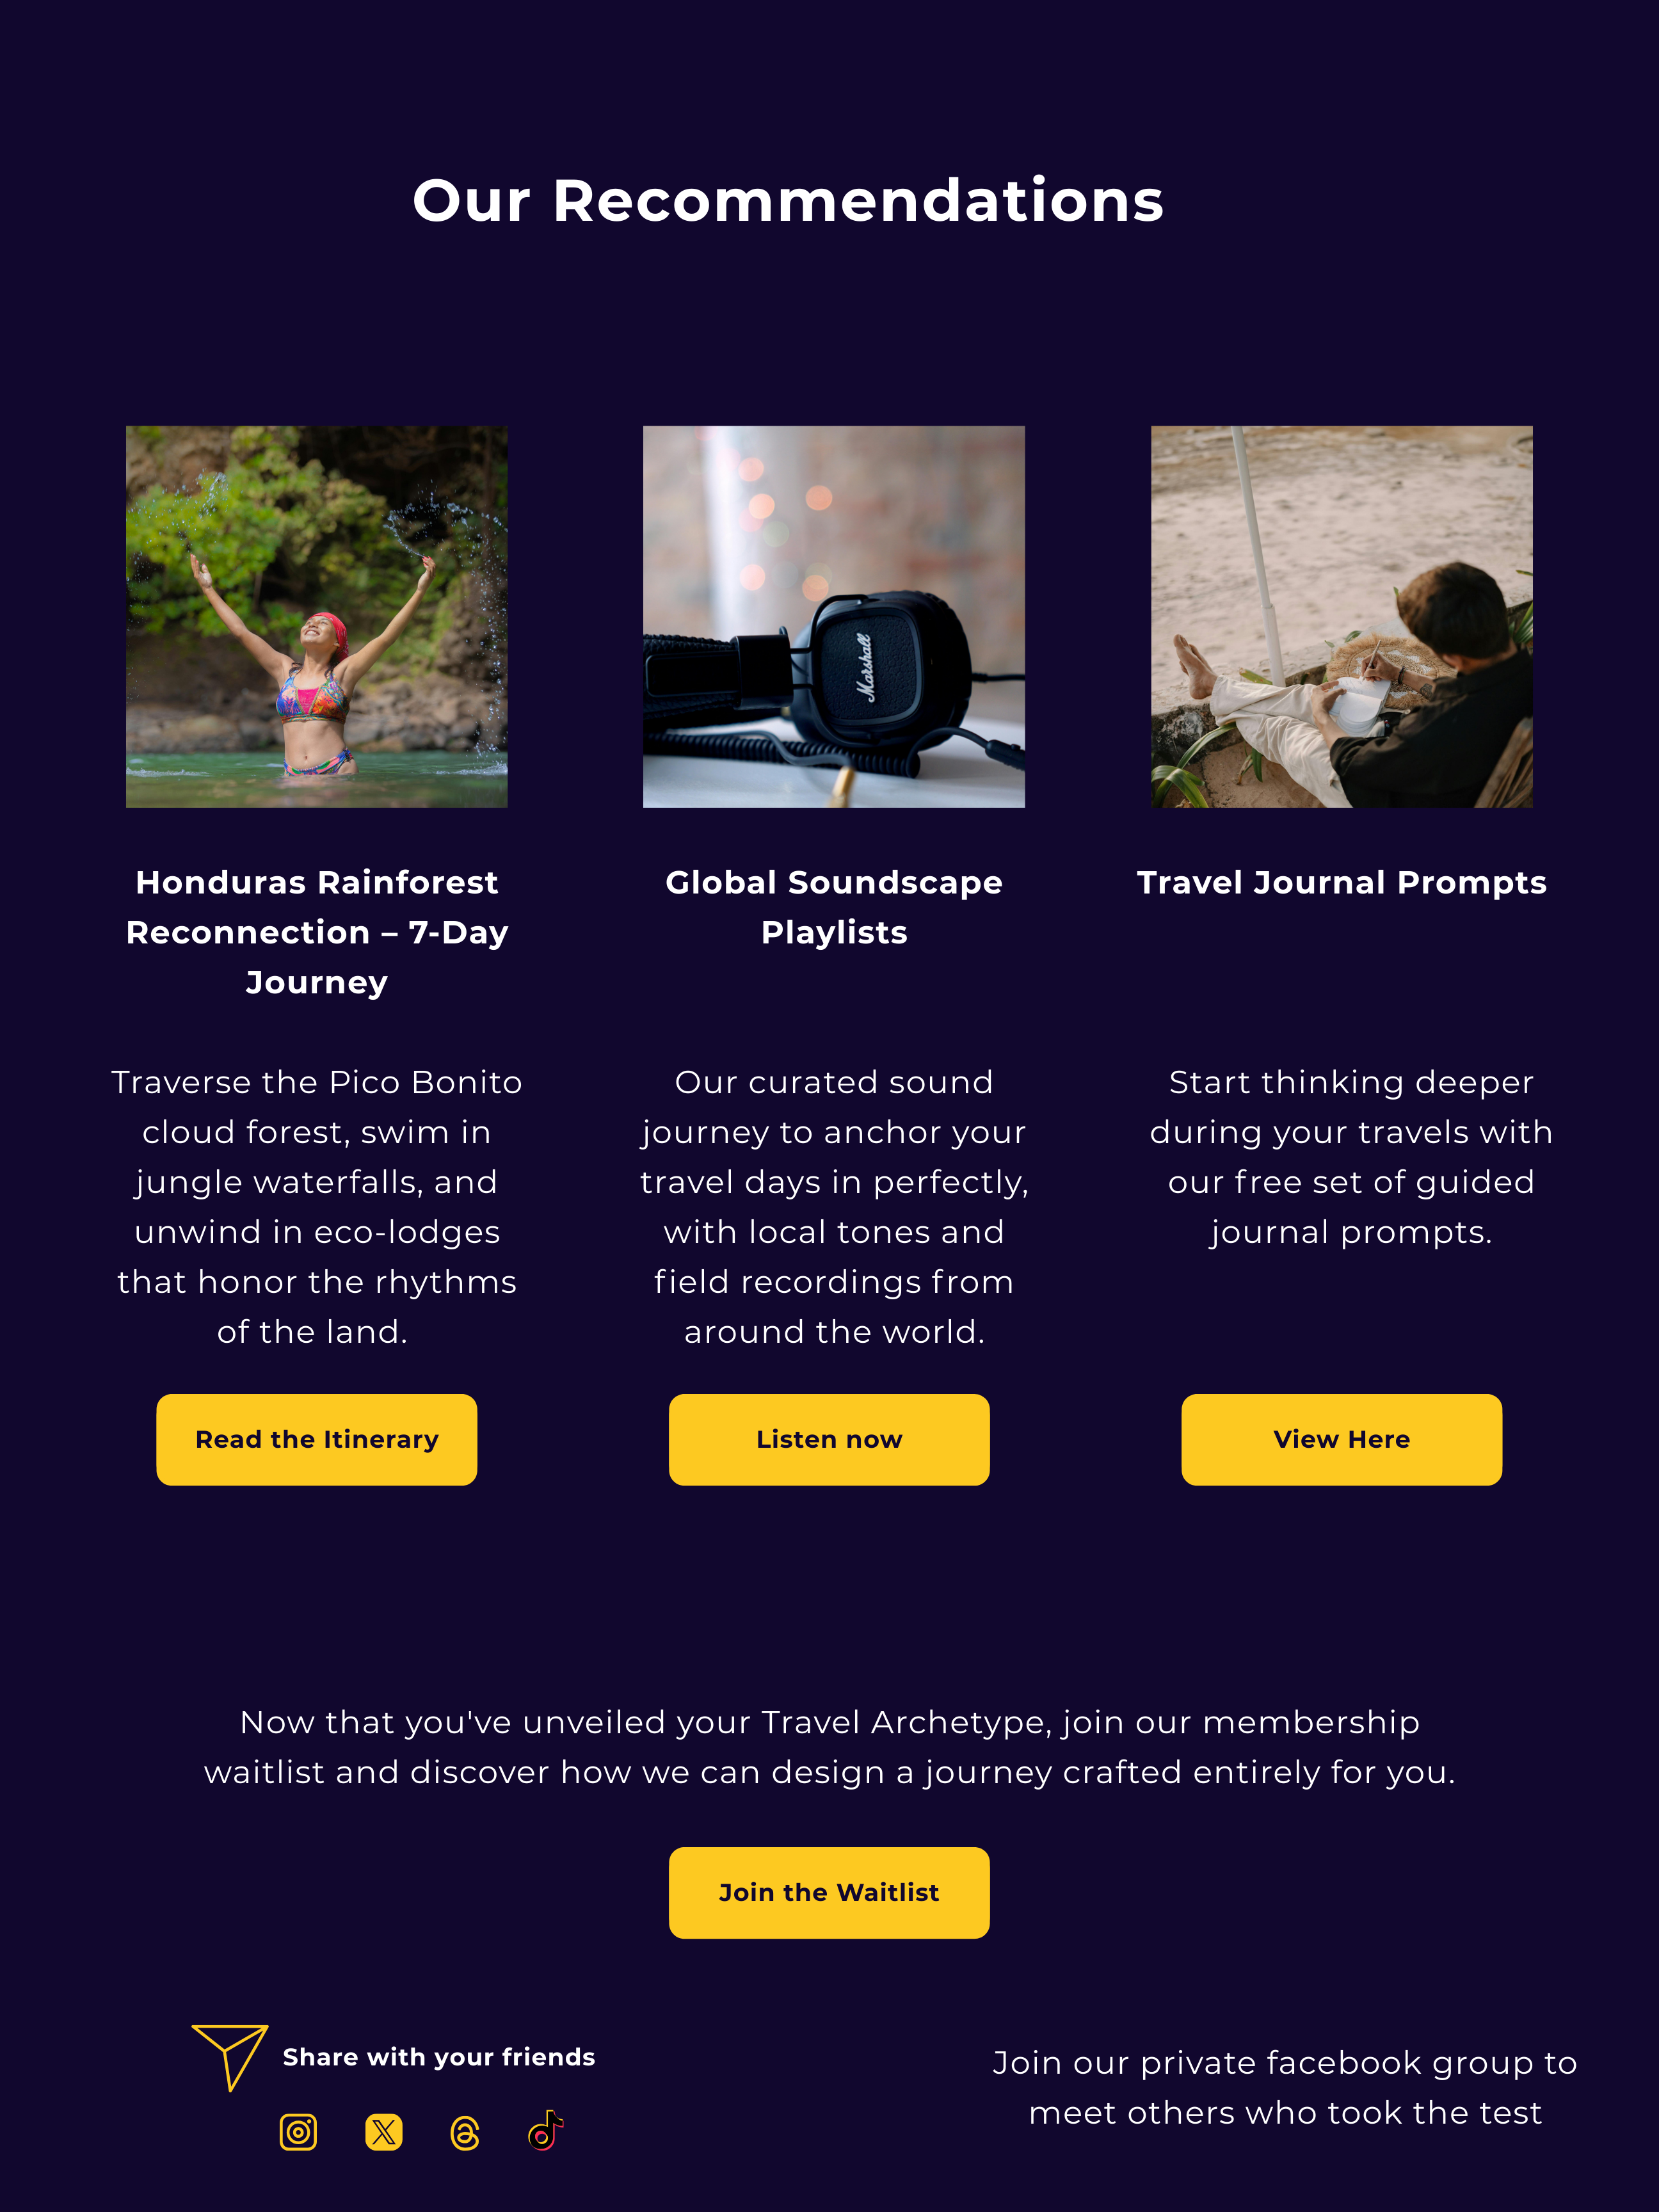 Our Recommendations
Marshall
Honduras Rainforest
Reconnection – 7-Day
Journey
Traverse the Pico Bonito
cloud forest, swim in
jungle waterfalls, and
unwind in eco-lodges
that honor the rhythms
of the land.
Read the Itinerary
Global Soundscape
Playlists
Our curated sound
journey to anchor your
travel days in perfectly,
with local tones and
field recordings from
around the world.
Listen now
Travel Journal Prompts
Start thinking deeper
during your travels with
our free set of guided
journal prompts.
View Here
Now that you've unveiled your Travel Archetype, join our membership
waitlist and discover how we can design a journey crafted entirely for you.
Join the Waitlist
Share with your friends
Join our private facebook group to
meet others who took the test